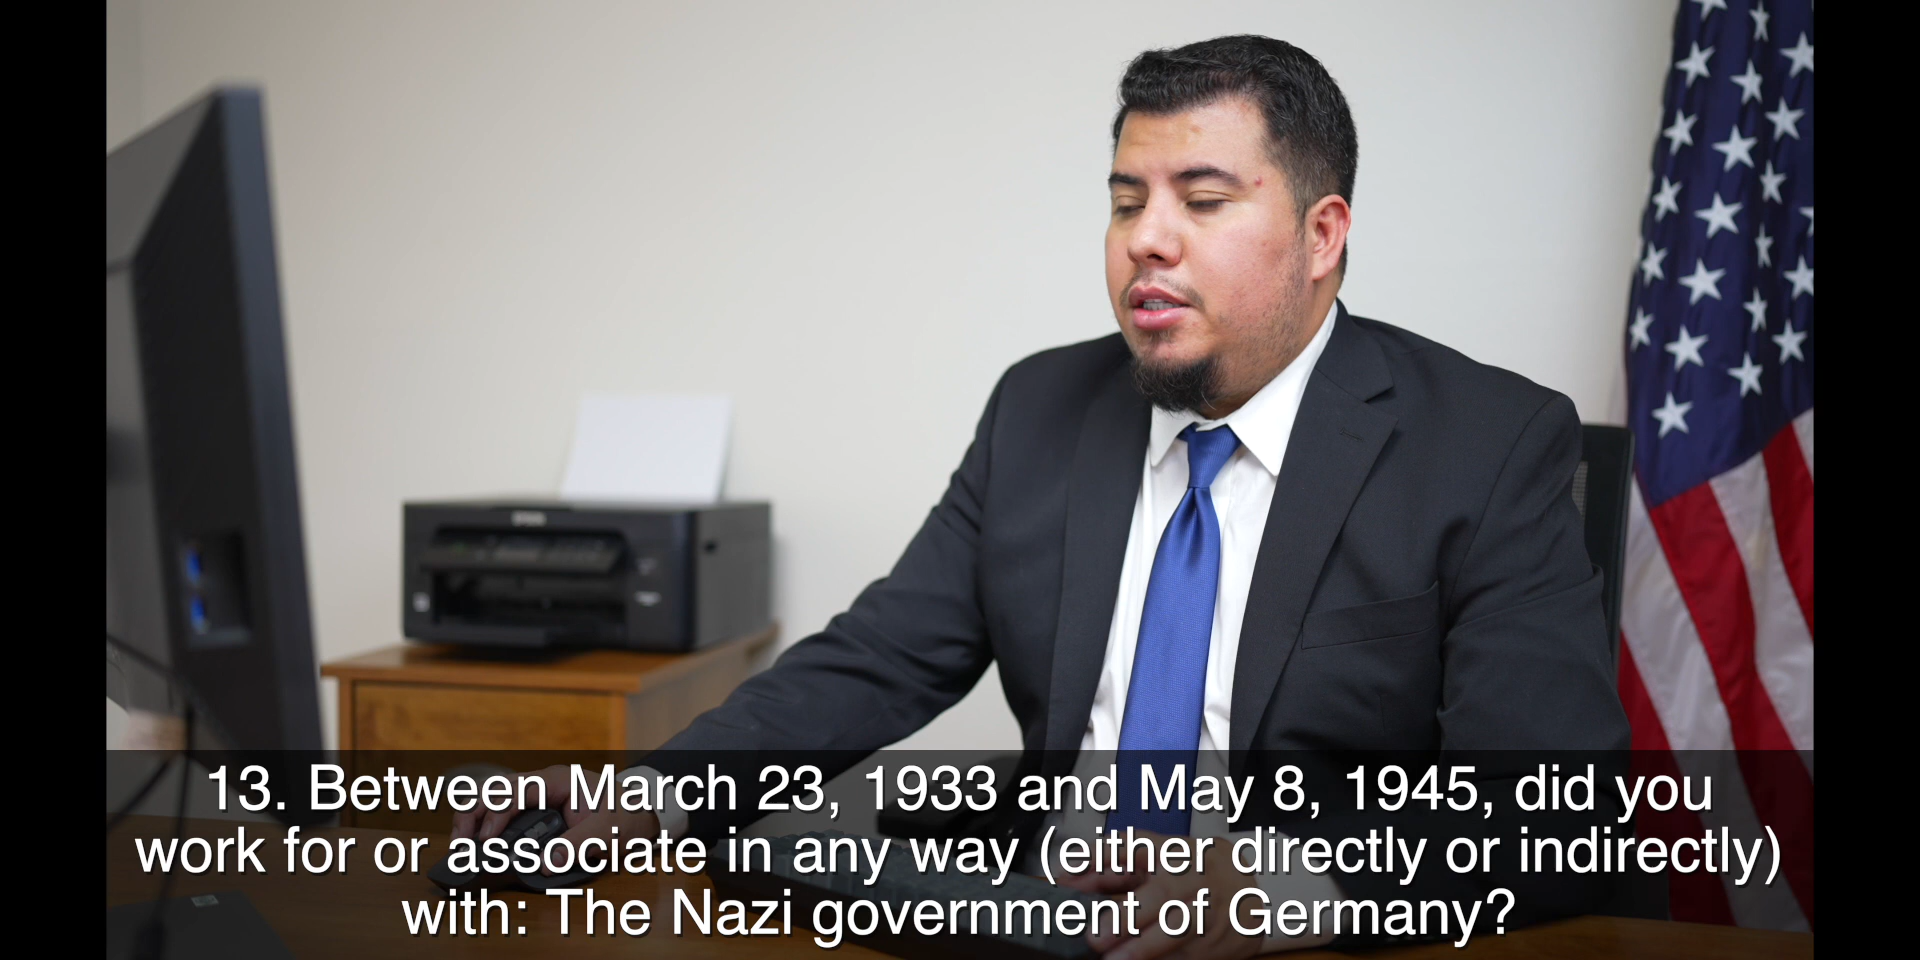 EPSON
13. Between March 23, 1933 and May 8, 1945, did you
work for or associate in any way (either directly or indirectly)
with: The Nazi government of Germany?